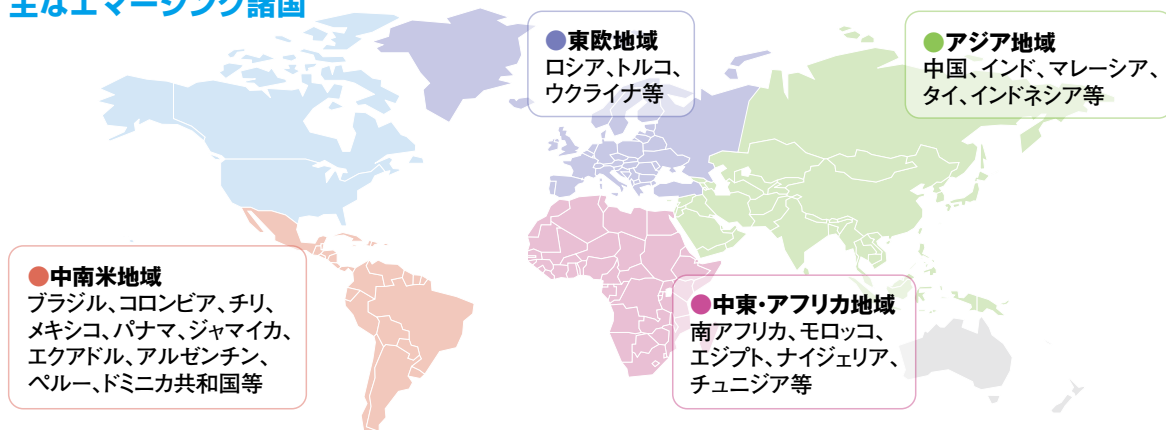 主なエマージング諸国
●東欧地域
ロシア、トルコ、
ウクライナ等
●アジア地域
中国、インド、マレーシア、
タイ、インドネシア等
●中南米地域
ブラジル、コロンビア、チリ、
メキシコ、パナマ、ジャマイカ、
エクアドル、アルゼンチン、
ペルー、ドミニカ共和国等
●中東・アフリカ地域
南アフリカ、モロッコ、
エジプト、ナイジェリア、
チュニジア等